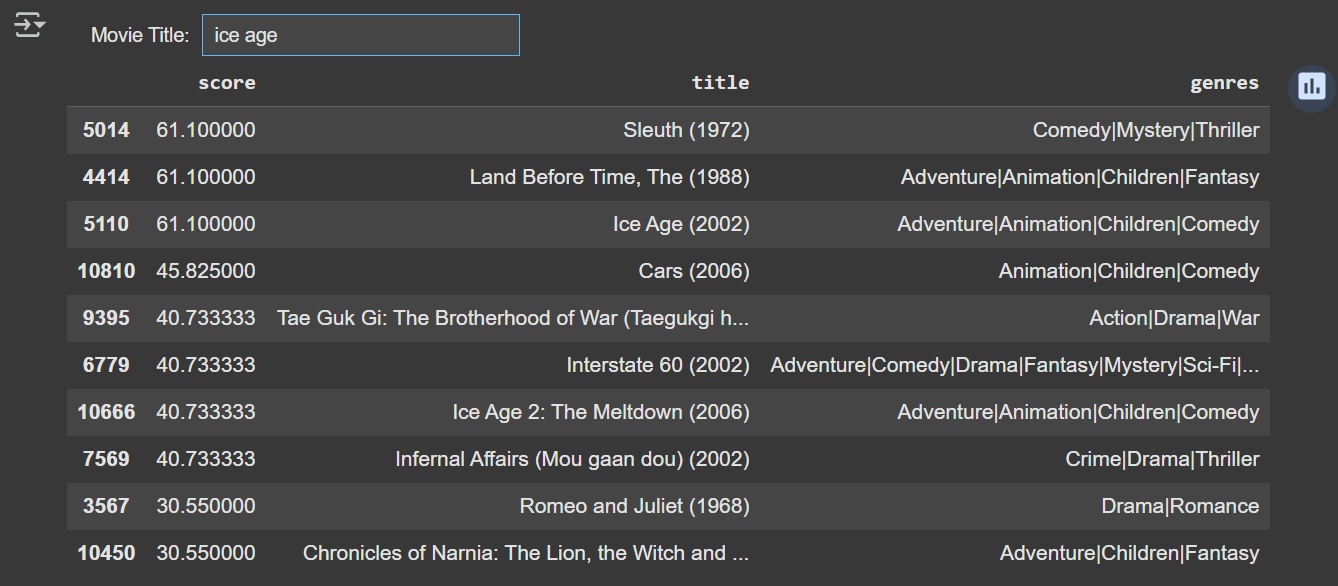 Movie Title: ice age
score title genres
5014 61.100000 Sleuth (1972) Comedy|Mystery|Thriller
4414 61.100000 Land Before Time, The (1988) Adventure|Animation|Children|Fantasy
5110 61.100000 Ice Age (2002) Adventure|Animation|Children|Comedy
10810 45.825000 Cars (2006) Animation|Children|Comedy
9395 40.733333 Tae Guk Gi: The Brotherhood of War (Taegukgi h... Action|Drama|War
6779 40.733333 Interstate 60 (2002) Adventure|Comedy|Drama|Fantasy|Mystery|Sci-Fi|...
10666 40.733333 Ice Age 2: The Meltdown (2006) Adventure|Animation|Children|Comedy
7569 40.733333 Infernal Affairs (Mou gaan dou) (2002) Crime|Drama|Thriller
3567 30.550000 Romeo and Juliet (1968) Drama|Romance
10450 30.550000 Chronicles of Narnia: The Lion, the Witch and ... Adventure|Children|Fantasy